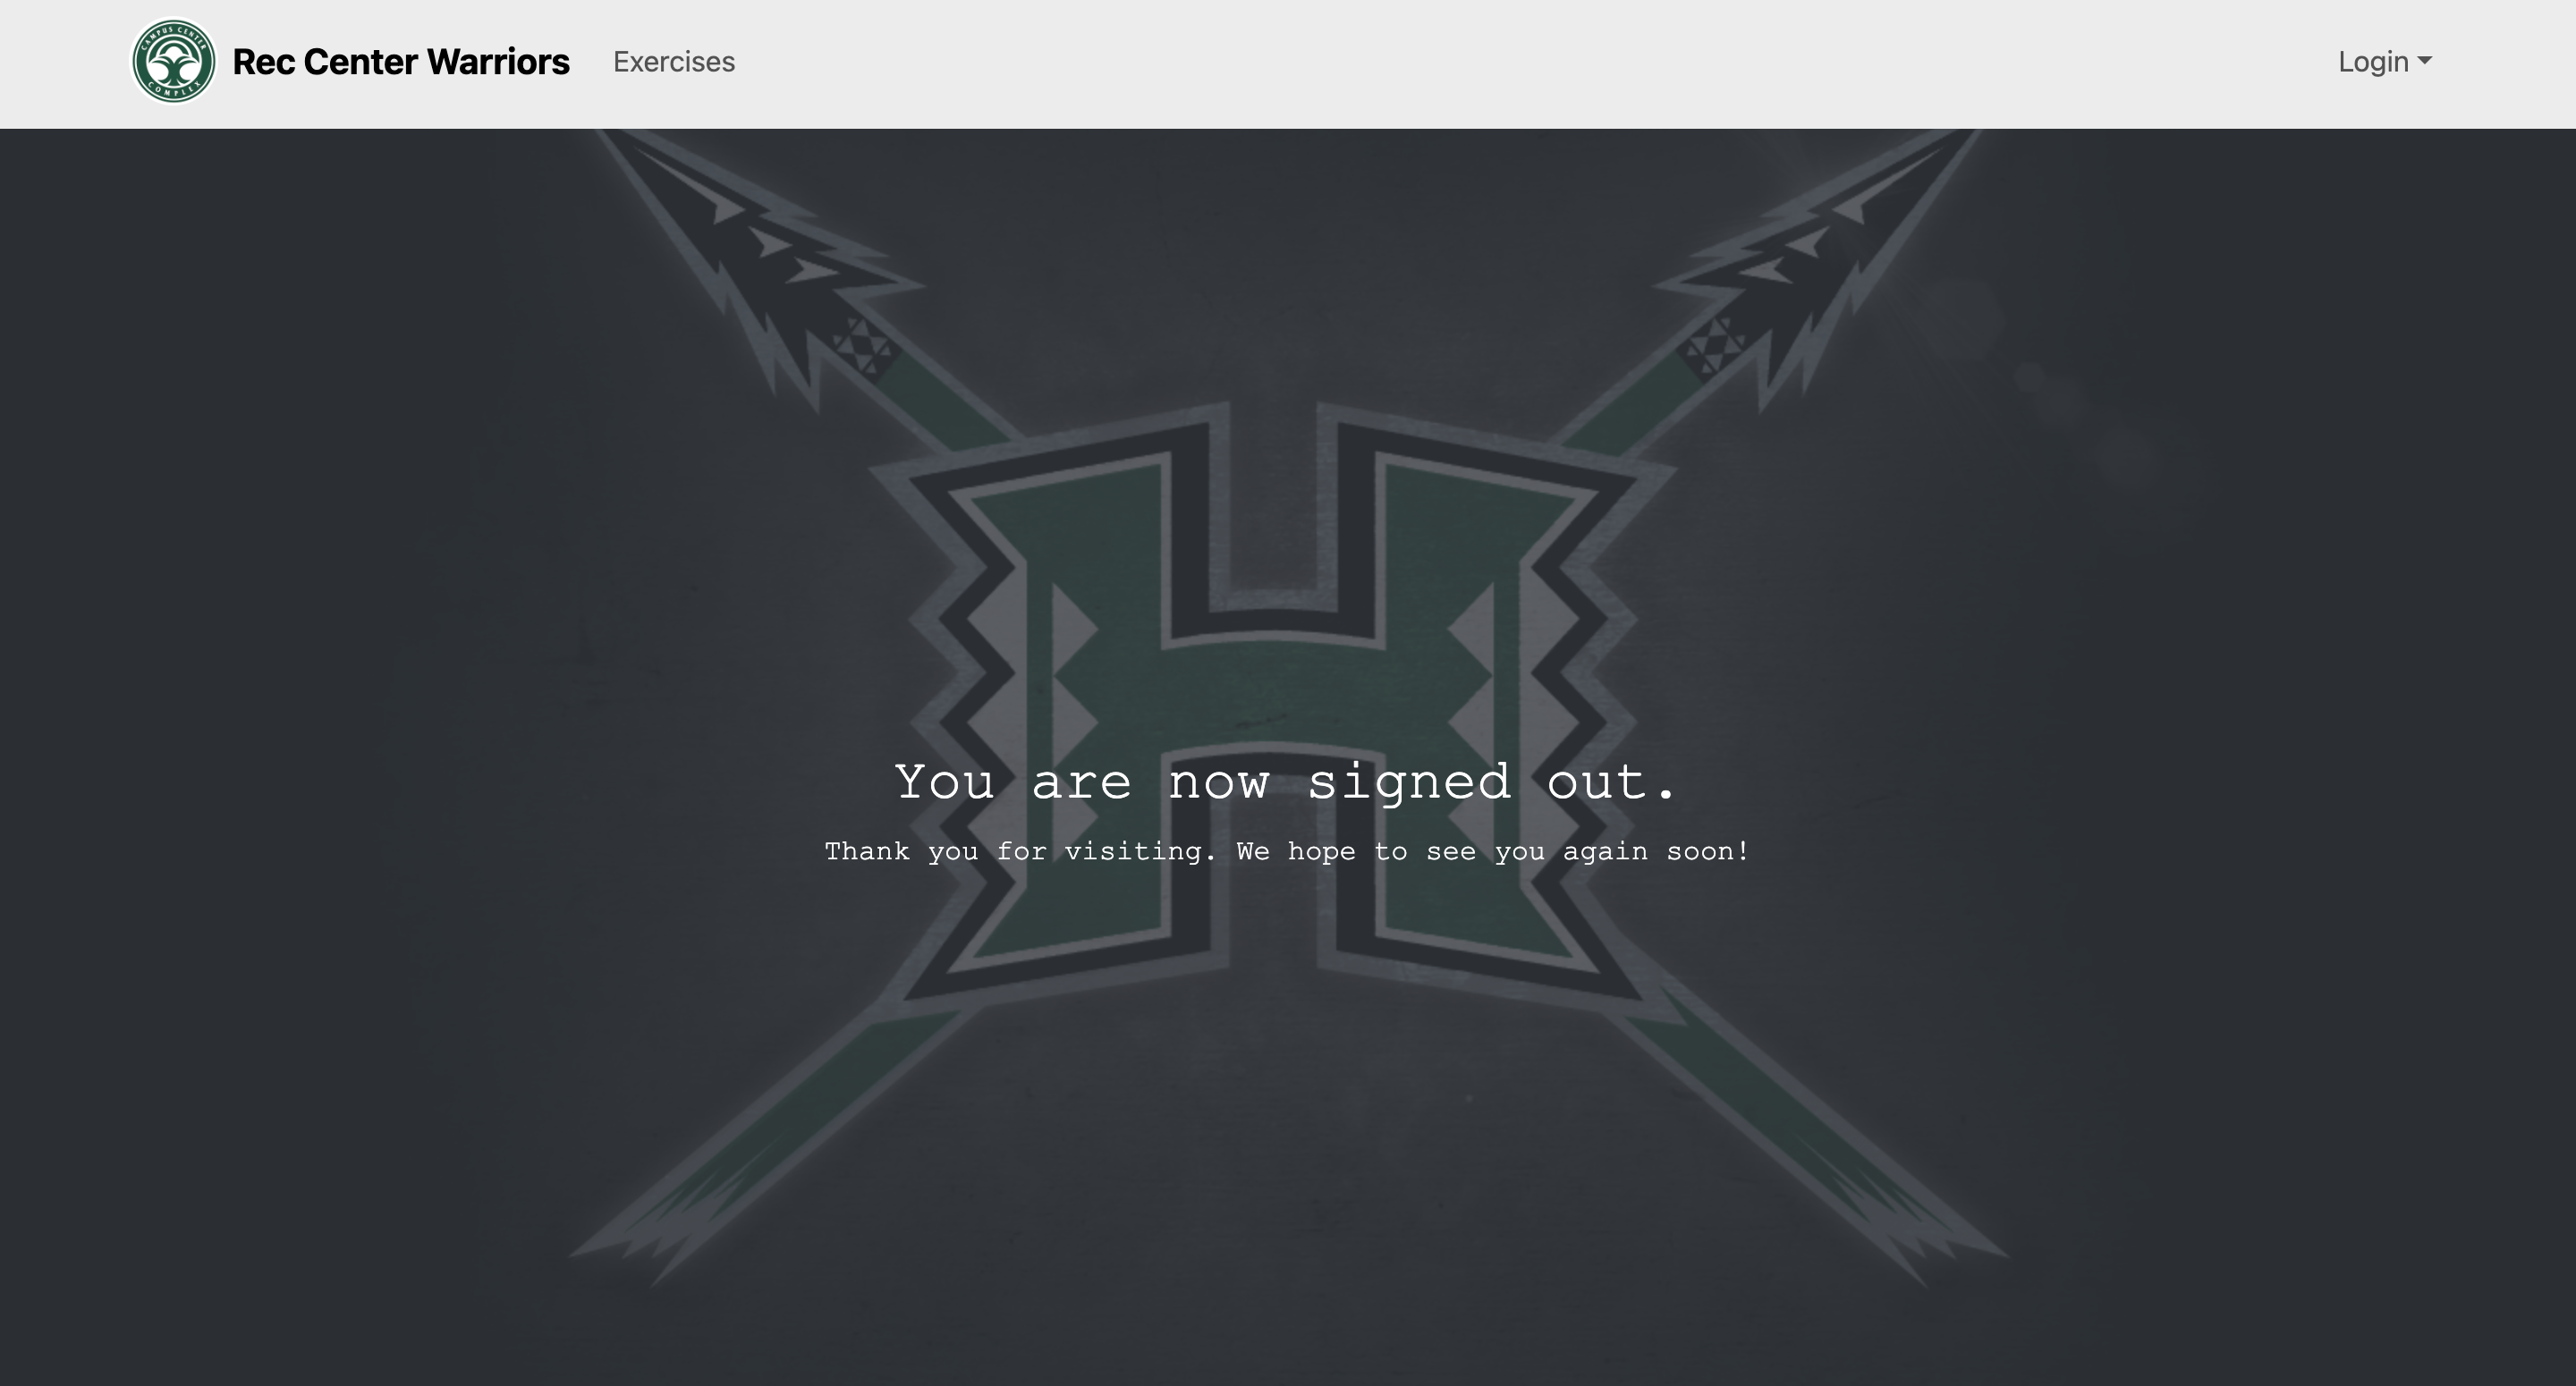 CAMPUS CENTER
COMPLEX
Rec Center Warriors
Exercises
Login
H
You are now signed out.
Thank you for visiting. We hope to see you again soon!